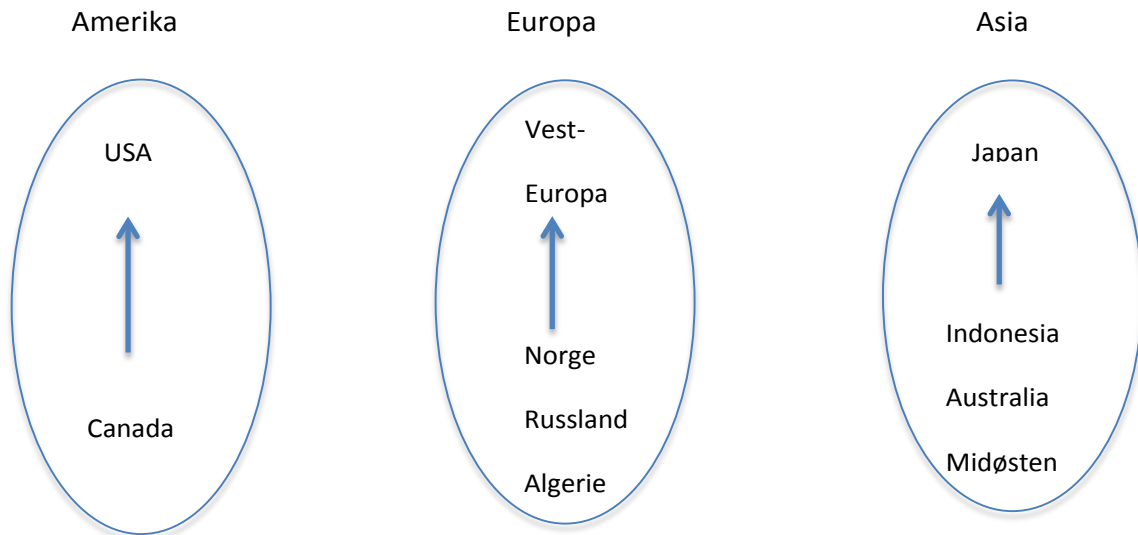 Amerika
USA
Canada
Europa
Vest-
Europa
Norge
Russland
Algerie
Asia
Japan
Indonesia
Australia
Midøsten